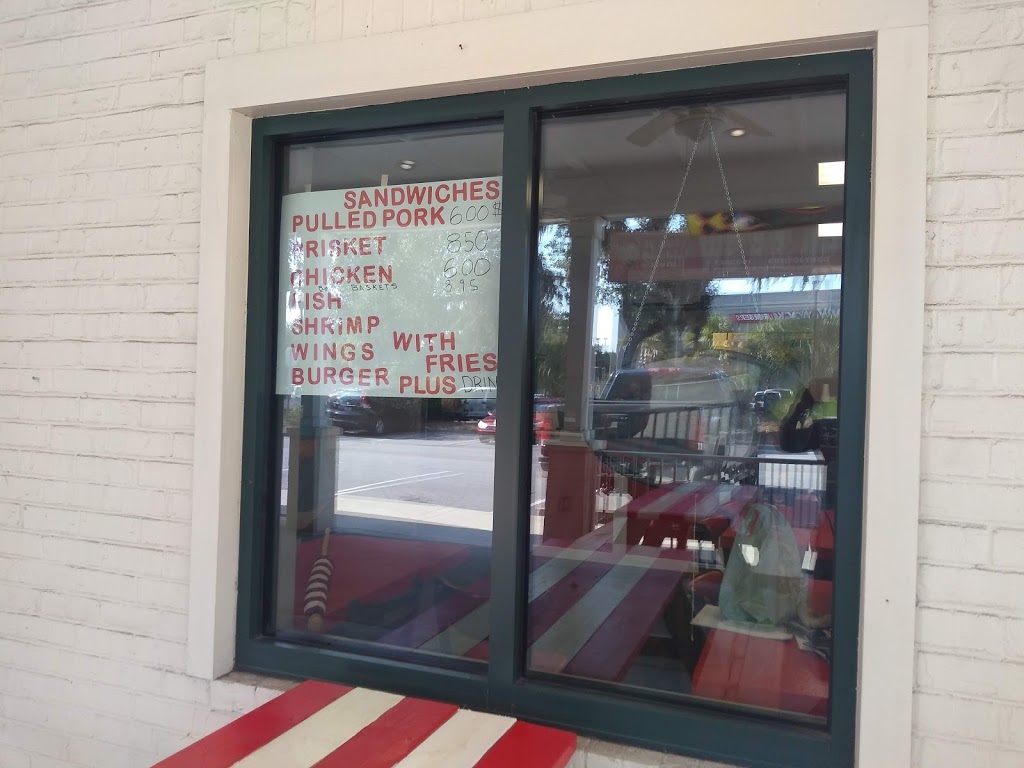 SANDWICHES
PULLED PORK 6.00 $
BRISKET 8.50
CHICKEN 6.00
BASKETS 8.95
FISH
SHRIMP
WINGS WITH
FRIES
BURGER PLUS DRIN